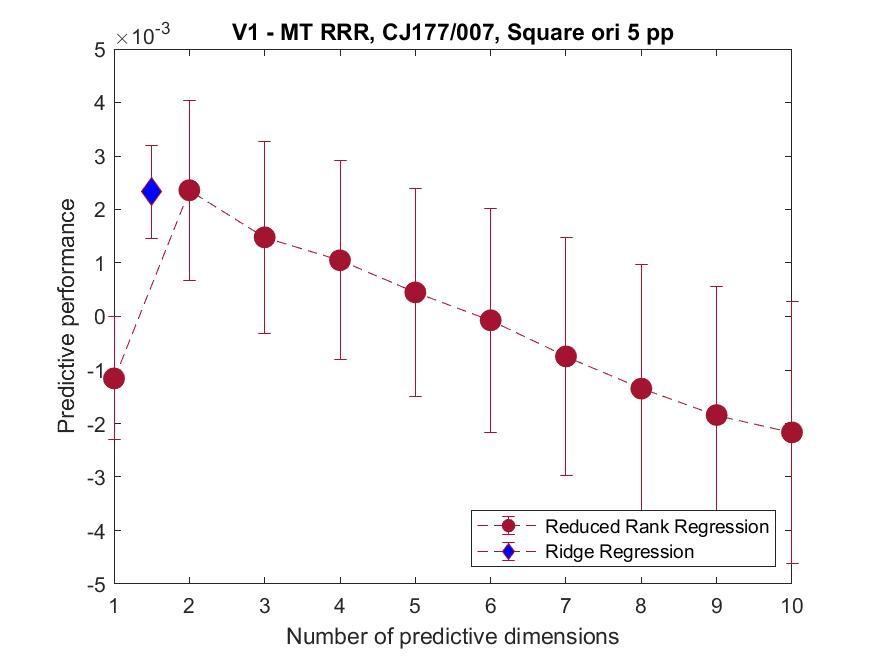 V1 - MT RRR, CJ177/007, Square ori 5 pp
×10-3
5
4
3
2
1
0
-1
-2
-3
-4
-5
Predictive performance
Reduced Rank Regression
Ridge Regression
1 2 3 4 5 6 7 8 9 10
Number of predictive dimensions